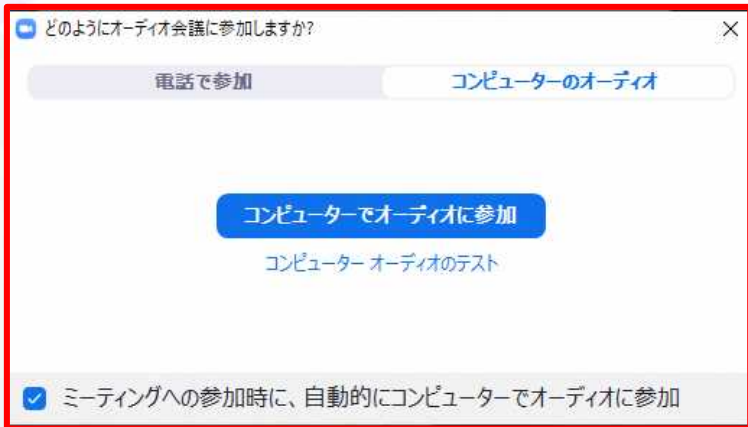 どのようにオーディオ会議に参加しますか?
電話で参加 コンピューターのオーディオ
コンピューターでオーディオに参加
コンピューター オーディオのテスト
ミーティングへの参加時に、自動的にコンピューターでオーディオに参加